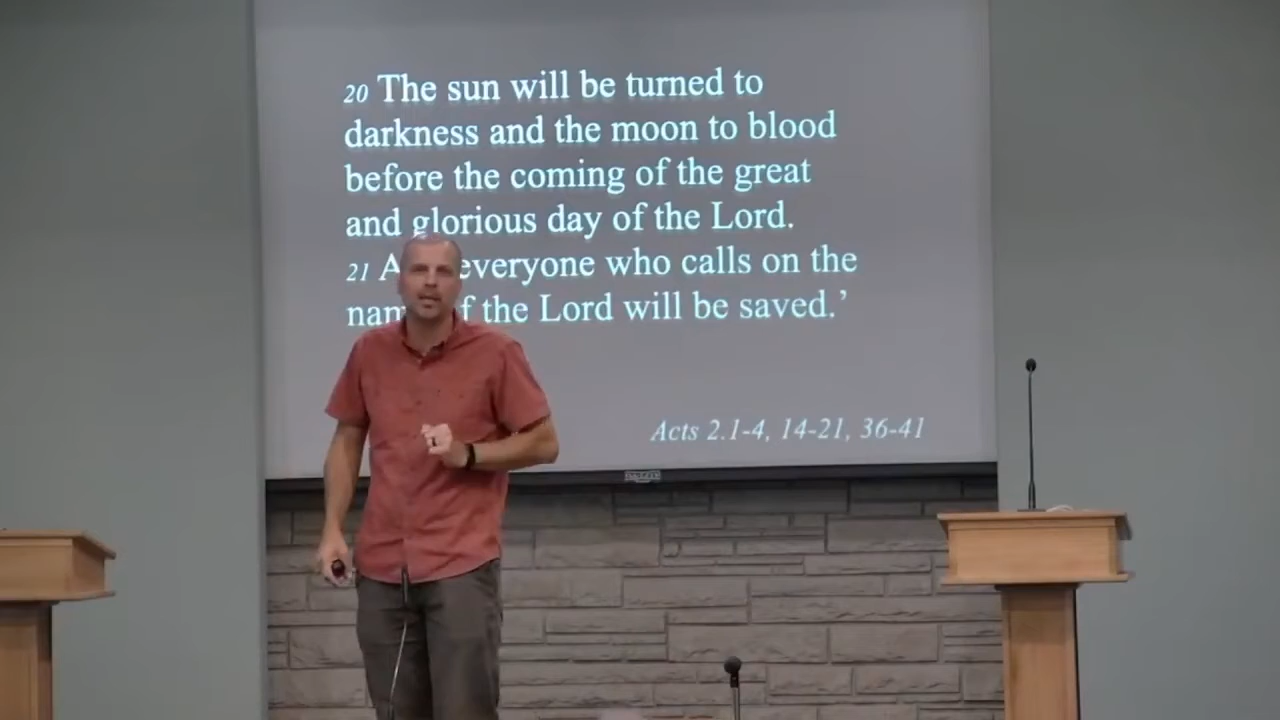 20 The sun will be turned to
darkness and the moon to blood
before the coming of the great
and glorious day of the Lord.
21 A everyone who calls on the
nam f the Lord will be saved.’
Acts 2.1-4, 14-21, 36-41